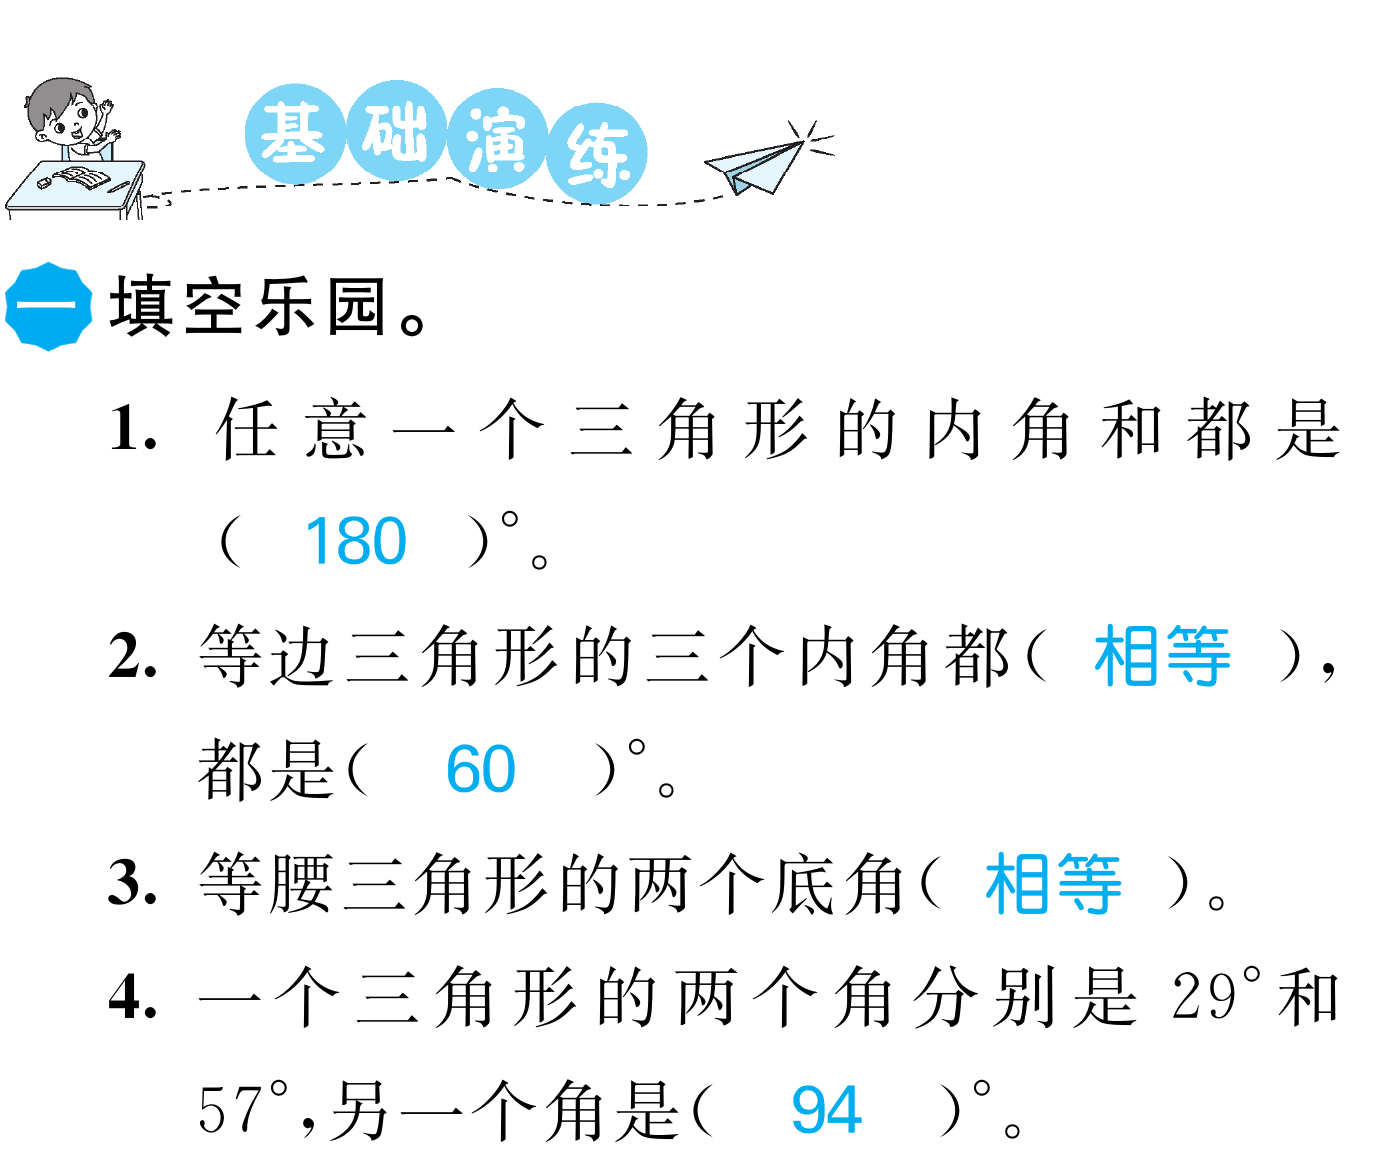 基础演练
一 填空乐园。
1. 任意一个三角形的内角和都是
( 180 )°。
2. 等边三角形的三个内角都( 相等 ),
都是( 60 )°。
3. 等腰三角形的两个底角( 相等 )。
4. 一个三角形的两个角分别是 29°和
57°,另一个角是( 94 )°。